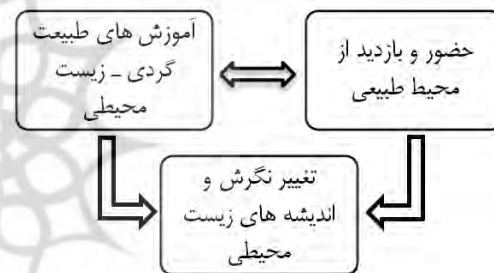 حضور و بازدید از
محیط طبیعی
آموزش های طبیعت
گردی ـ زیست
محیطی
تغییر نگرش و
اندیشه های زیست
محیطی